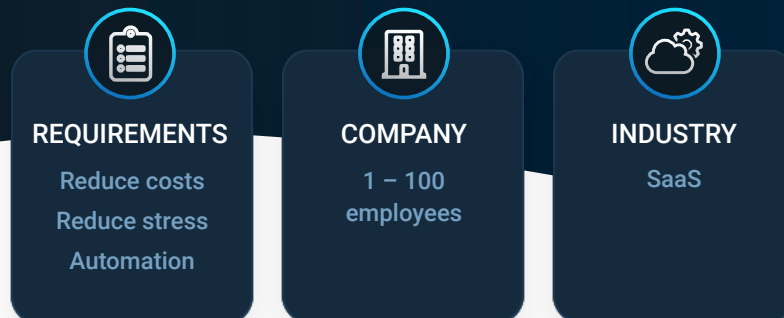 REQUIREMENTS
Reduce costs
Reduce stress
Automation
COMPANY
1 – 100
employees
INDUSTRY
SaaS